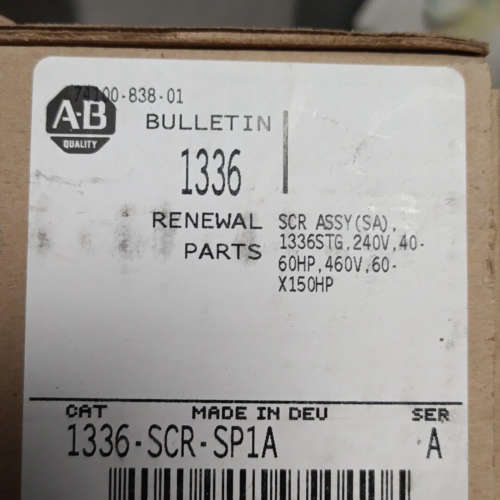 74100-838-01
A-B
QUALITY
BULLETIN
1336
RENEWAL
PARTS
SCR ASSY(SA),
1336STG.240V,40-
60HP,460V,60-
X150HP
CAT MADE IN DEU SER
1336-SCR-SP1A A